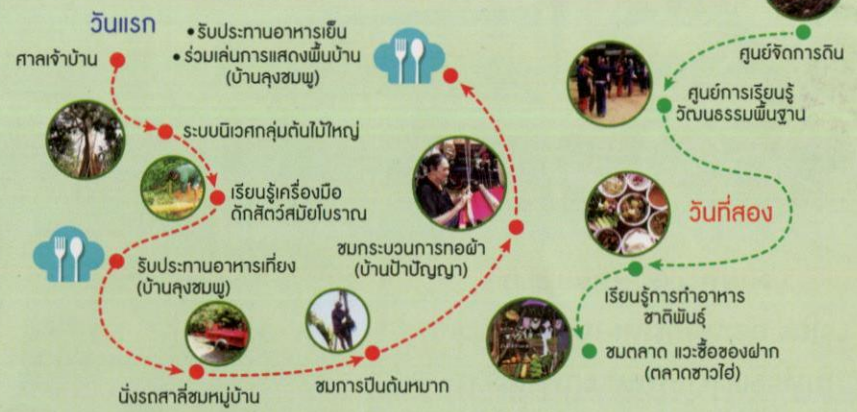 วันแรก
ศาลเจ้าบ้าน
ระบบนิเวศกลุ่มต้นไม้ใหญ่
เรียนรู้เครื่องมือ
ดักสัตว์สมัยโบราณ
รับประทานอาหารเที่ยง
(บ้านลุงชมพู)
นั่งรถสาลี่ชมหมู่บ้าน
ชมการปีนต้นหมาก
ชมกระบวนการทอผ้า
(บ้านป้าปัญญา)
• รับประทานอาหารเย็น
• ร่วมเล่นการแสดงพื้นบ้าน
(บ้านลุงชมพู)
วันที่สอง
ศูนย์จัดการดิน
ศูนย์การเรียนรู้
วัฒนธรรมพื้นฐาน
เรียนรู้การทำอาหาร
ชาติพันธุ์
ชมตลาด แวะซื้อของฝาก
(ตลาดซาวไฮ่)